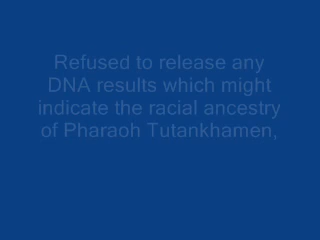 Refused to release any
DNA results which might
indicate the racial ancestry
of Pharaoh Tutankhamen,